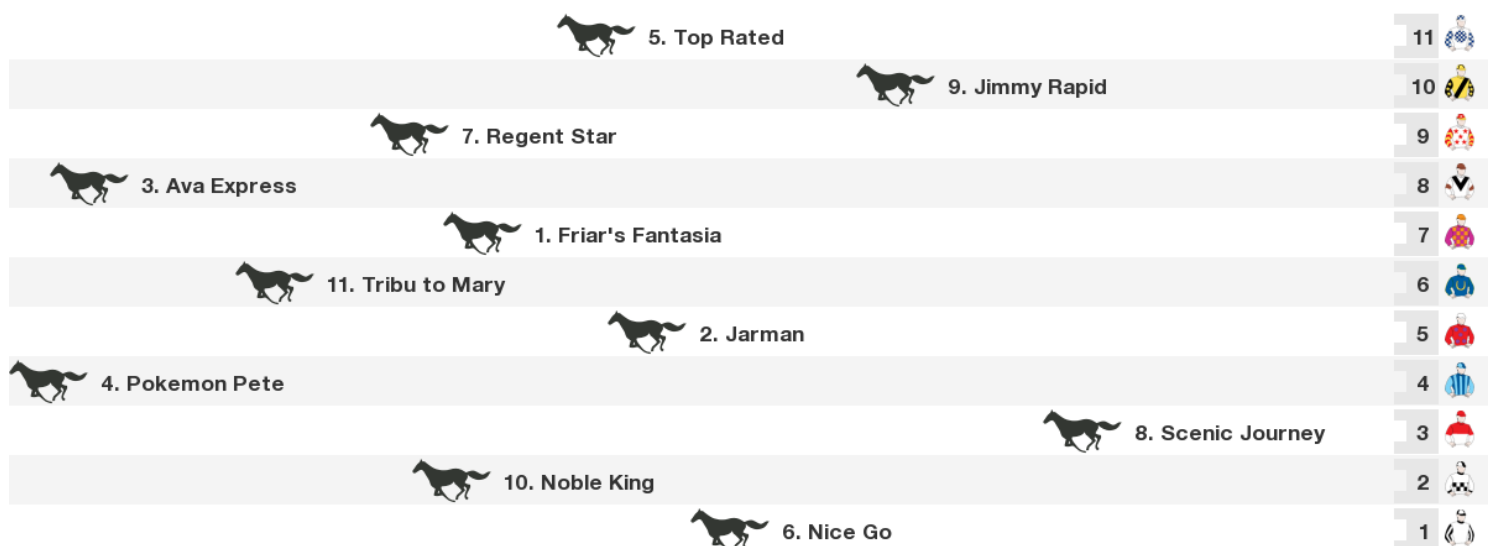 5. Top Rated 11
9. Jimmy Rapid 10
7. Regent Star 9
3. Ava Express 8
1. Friar's Fantasia 7
11. Tribu to Mary 6
2. Jarman 5
4. Pokemon Pete 4
8. Scenic Journey 3
10. Noble King 2
6. Nice Go 1